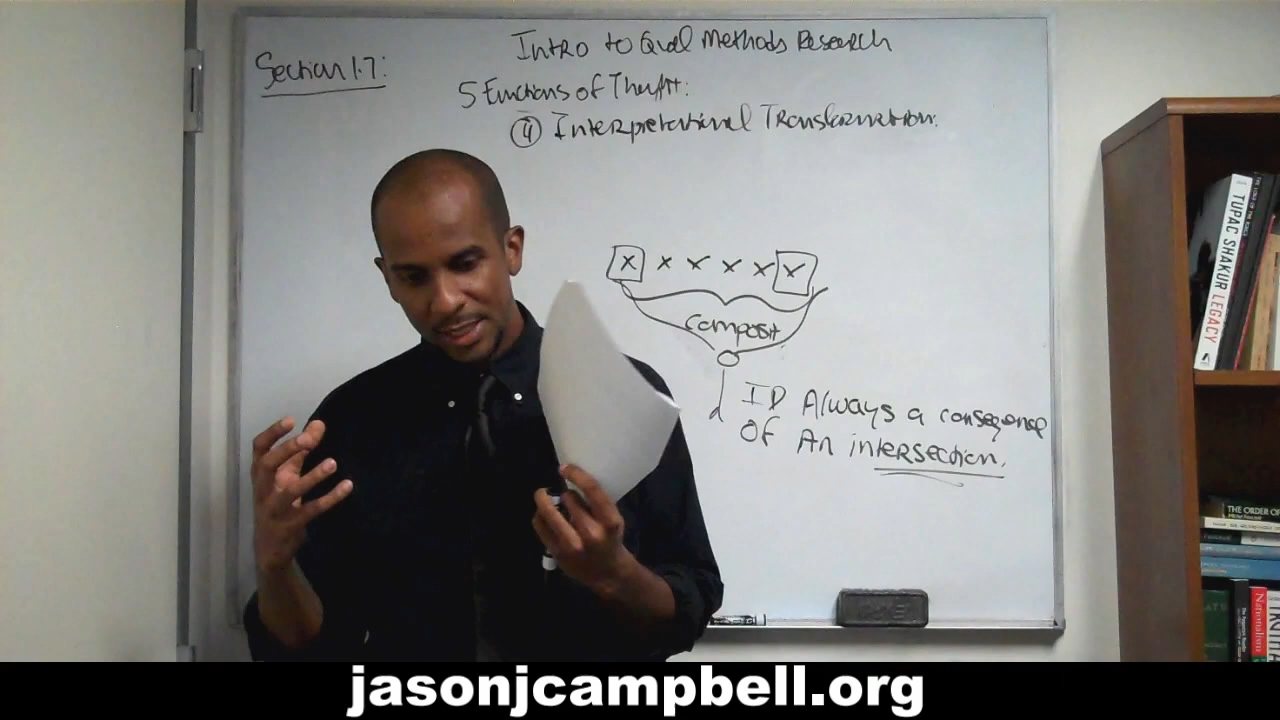 Intro to Qual Methods Research
Section 1.7:
5 Functions of
④ Interpretational Transformation.
x x x x x x
Composit
ID Always a consequence
Of An intersection.
TUPAC SHAKUR LEGACY
THE ORDER OF
Nationalism
jasonjcampbell.org